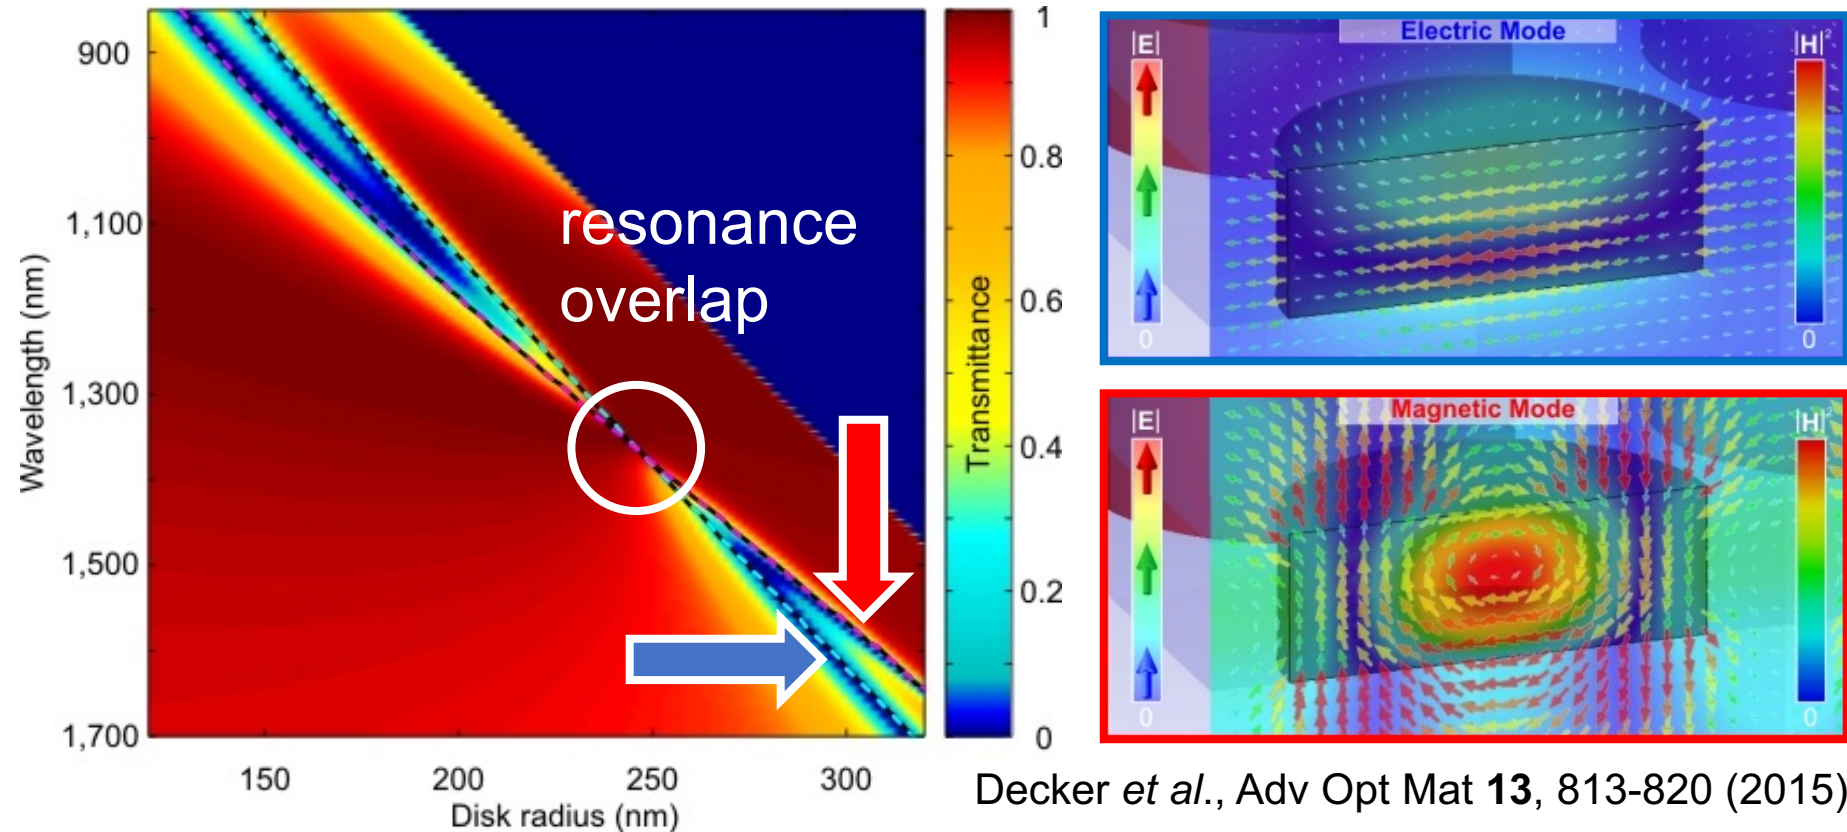 900
1,100
1,300
1,500
1,700
Wavelength (nm)
150
200
250
300
Disk radius (nm)
resonance
overlap
1
0.8
0.6
0.4
0.2
0
Transmittance
Electric Mode
|E|
0
|H|²
0
Magnetic Mode
|E|
0
|H|²
0
Decker et al., Adv Opt Mat 13, 813-820 (2015)